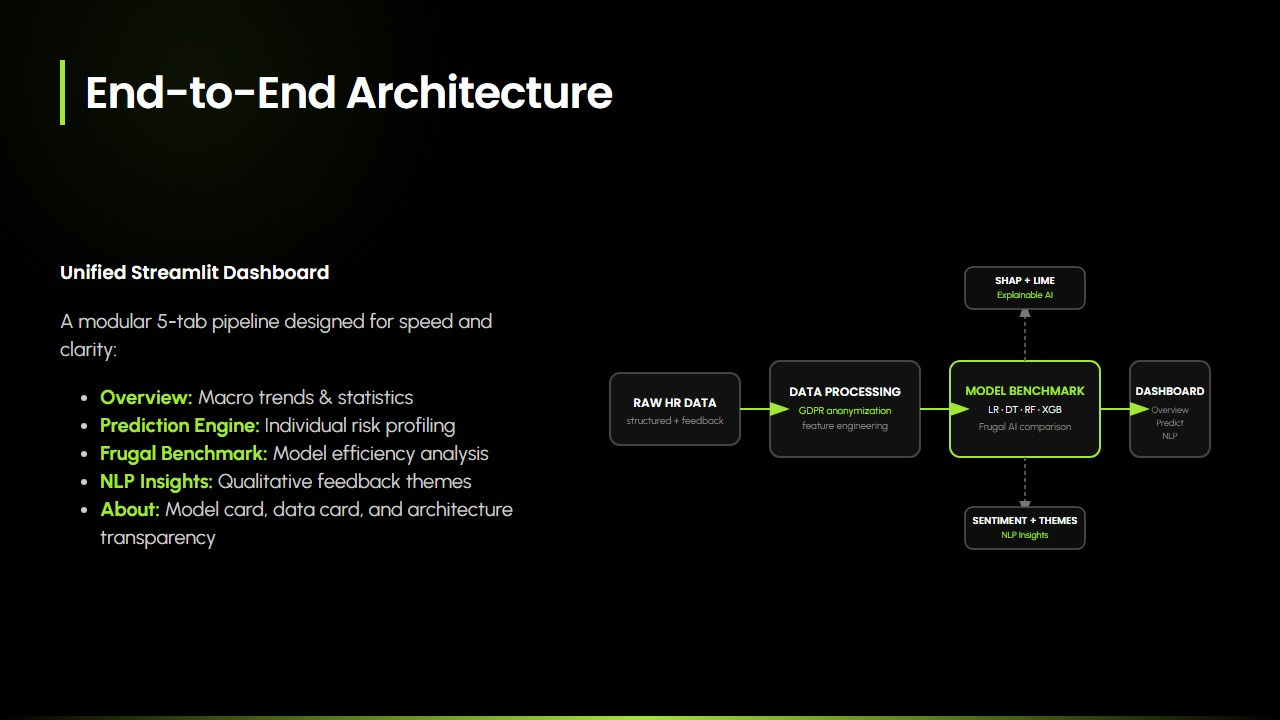 End-to-End Architecture
Unified Streamlit Dashboard
A modular 5-tab pipeline designed for speed and
clarity:
• Overview: Macro trends & statistics
• Prediction Engine: Individual risk profiling
• Frugal Benchmark: Model efficiency analysis
• NLP Insights: Qualitative feedback themes
• About: Model card, data card, and architecture
transparency
RAW HR DATA
structured + feedback
DATA PROCESSING
GDPR anonymization
feature engineering
SHAP + LIME
Explainable AI
MODEL BENCHMARK
LR · DT · RF · XGB
Frugal AI comparison
SENTIMENT + THEMES
NLP Insights
DASHBOARD
Overview
Predict
NLP